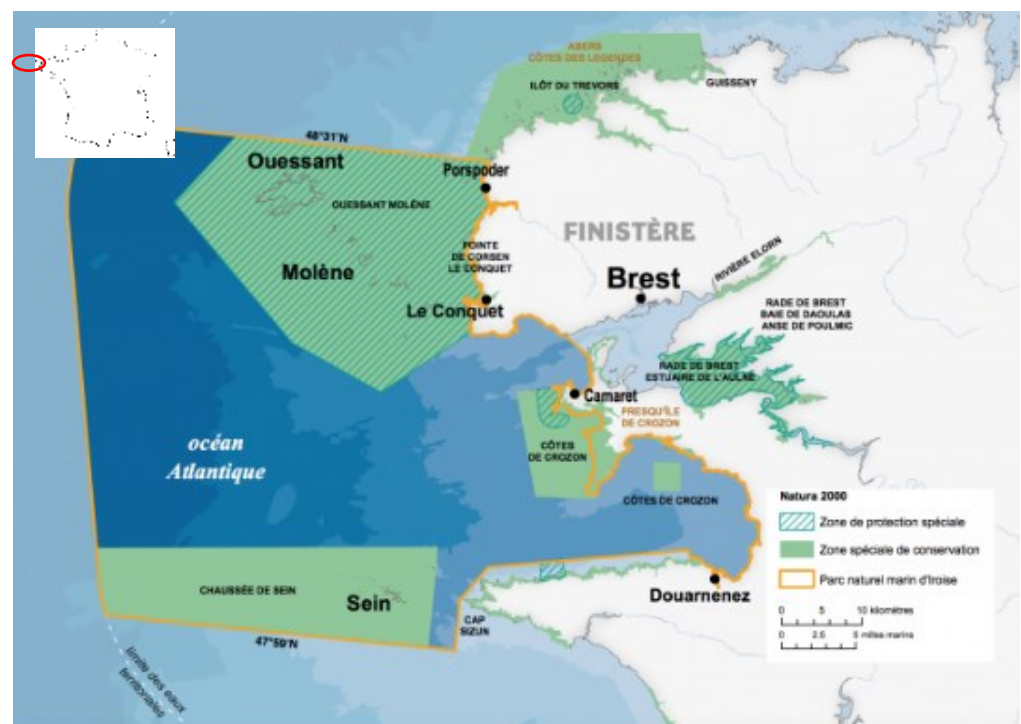 ABERS
CÔTES DES LEGENDES
GUISSENY
ILÔT DU TREVORS
48°31'N
Ouessant
Porspoder
OUESSANT MOLÈNE
FINISTÈRE
POINTE
DE CORSEN
LE CONQUET
Molène
RIVIÈRE ELORN
Brest
Le Conquet
RADE DE BREST
BAIE DE DAOULAS
ANSE DE POULMIC
RADE DE BREST
ESTUAIRE DE L'AULNE
Camaret
PRESQU'ÎLE
DE CROZON
océan
Atlantique
CÔTES
DE CROZON
CÔTES DE CROZON
Natura 2000
Zone de protection spéciale
Zone spéciale de conservation
Parc naturel marin d'Iroise
0 5 10 kilomètres
0 2.5 5 milles marins
CHAUSSÉE DE SEIN
Sein
Douarnenez
CAP
SIZUN
47°59'N
limite des eaux
territoriales